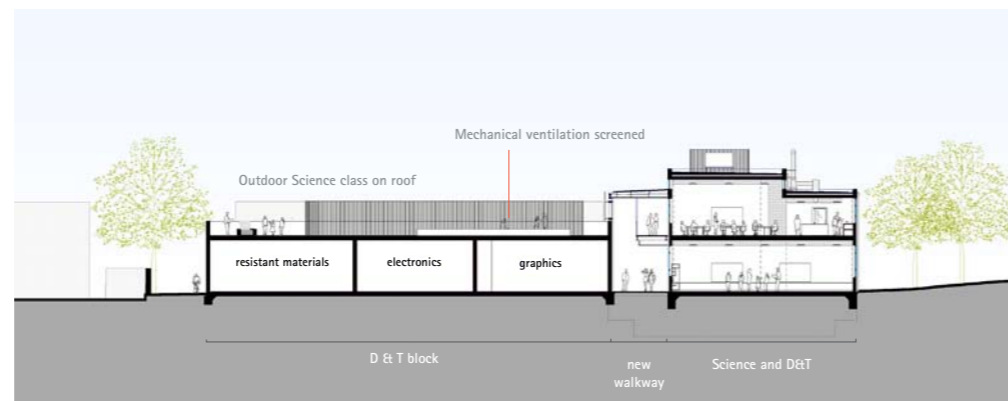 Mechanical ventilation screened
Outdoor Science class on roof
resistant materials
electronics
graphics
D & T block
new
walkway
Science and D&T